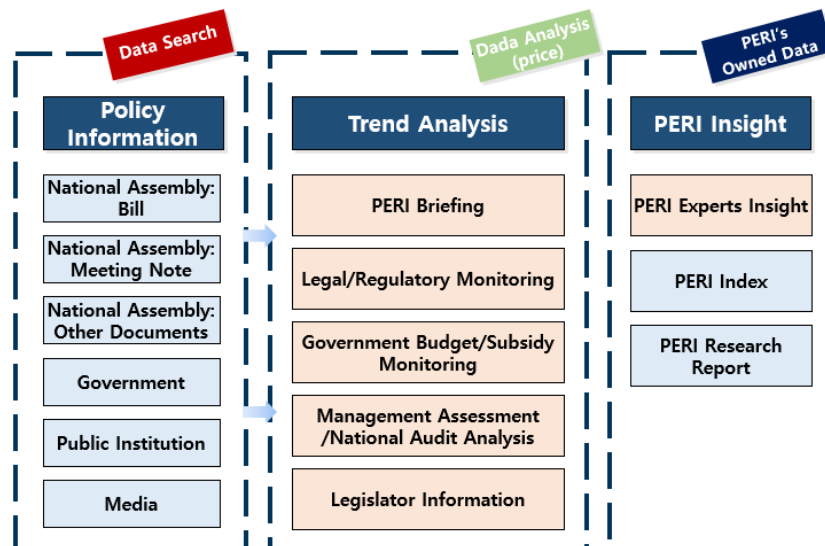 Data Search
Policy
Information
National Assembly:
Bill
National Assembly:
Meeting Note
National Assembly:
Other Documents
Government
Public Institution
Media
Dada Analysis
(price)
Trend Analysis
PERI Briefing
Legal/Regulatory Monitoring
Government Budget/Subsidy
Monitoring
Management Assessment
/National Audit Analysis
Legislator Information
PERI's
Owned Data
PERI Insight
PERI Experts Insight
PERI Index
PERI Research
Report